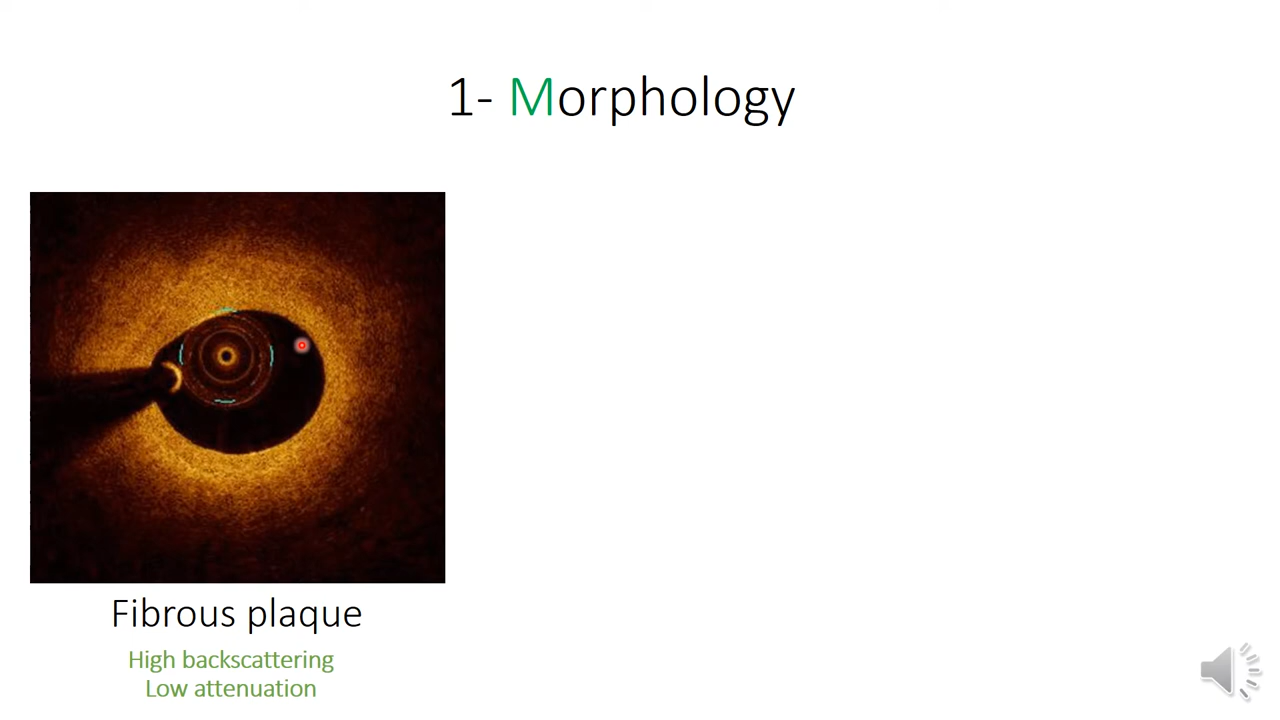 1- Morphology
Fibrous plaque
High backscattering
Low attenuation